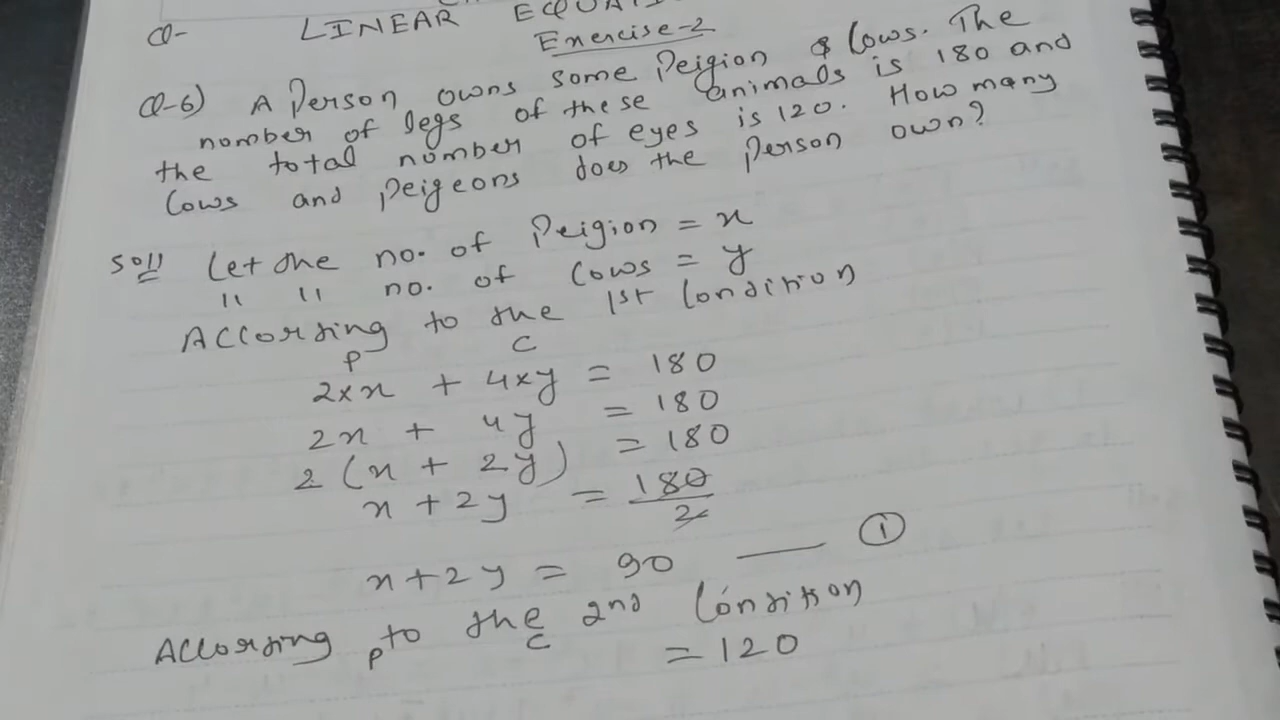 Q-
LINEAR
Exercise-2
Q-6) A Person owns some Peigion & Cows. The
number of legs of these animals is 180 and
the total number of eyes is 120. How many
Cows and Peigeons does the Person own?
Soll Let the no. of Peigion = x
" " no. of Cows = y
According to the 1st Condition
P C
2×x + 4×y = 180
2x + 4y = 180
2(x + 2y) = 180
x + 2y = 180/2
x + 2y = 90 — ①
According to the 2nd Condition
P C
= 120